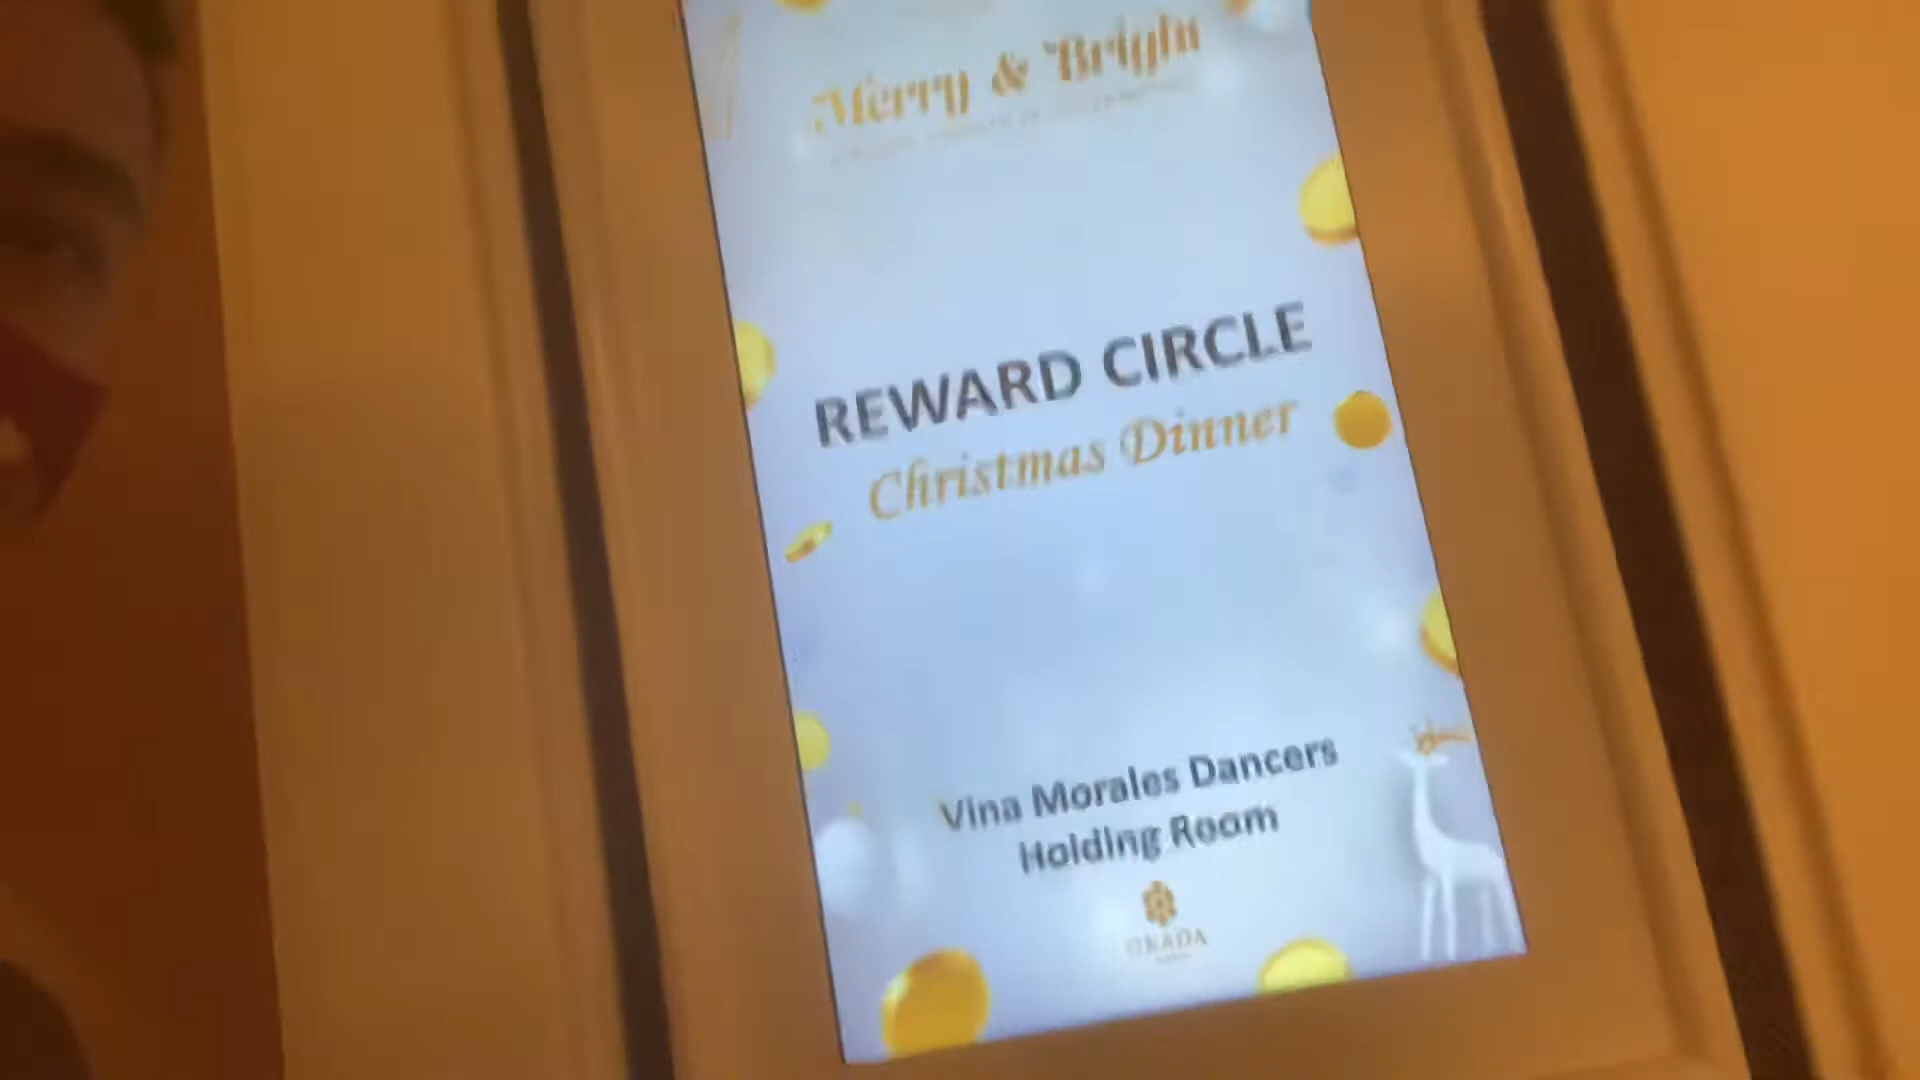 Merry & Bright
REWARD CIRCLE
Christmas Dinner
Vina Morales Dancers
Holding Room
OKADA